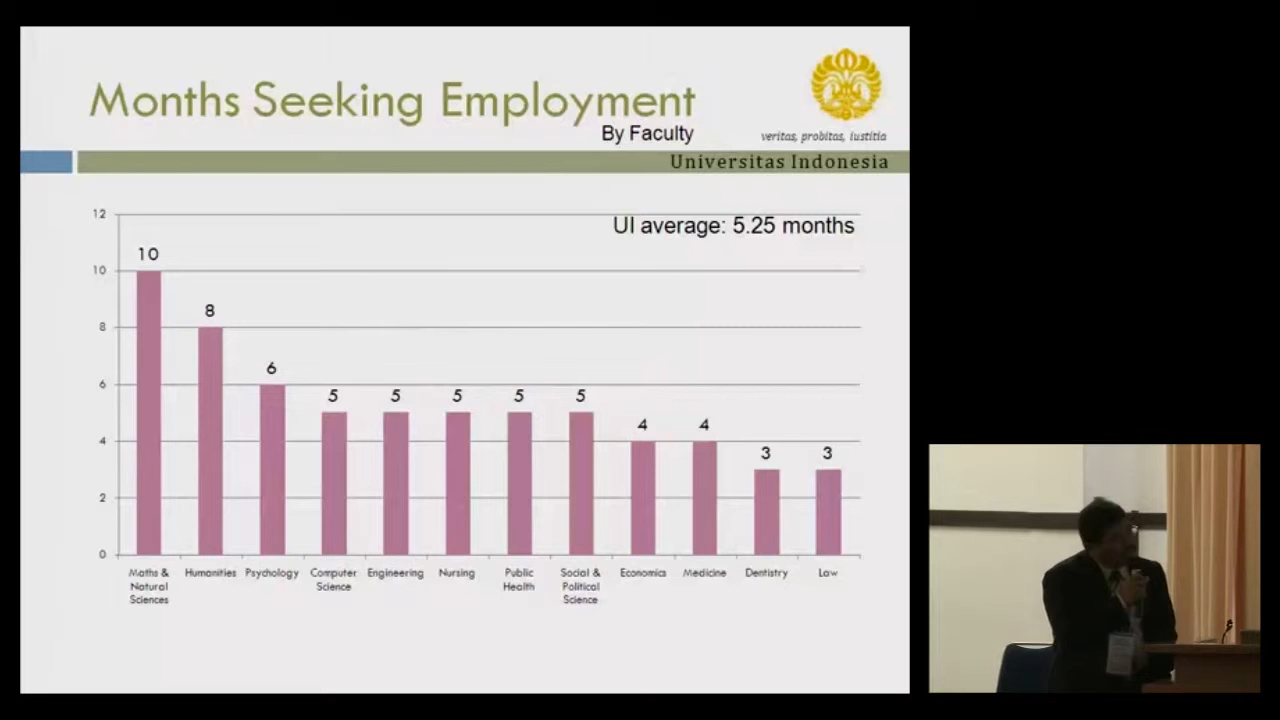 Months Seeking Employment
By Faculty
veritas, probitas, iustitia
Universitas Indonesia
UI average: 5.25 months
12
10
8
6
4
2
0
10
8
6
5
5
5
5
5
4
4
3
3
Maths &
Natural
Sciences
Humanities
Psychology
Computer
Science
Engineering
Nursing
Public
Health
Social &
Political
Science
Economics
Medicine
Dentistry
Law